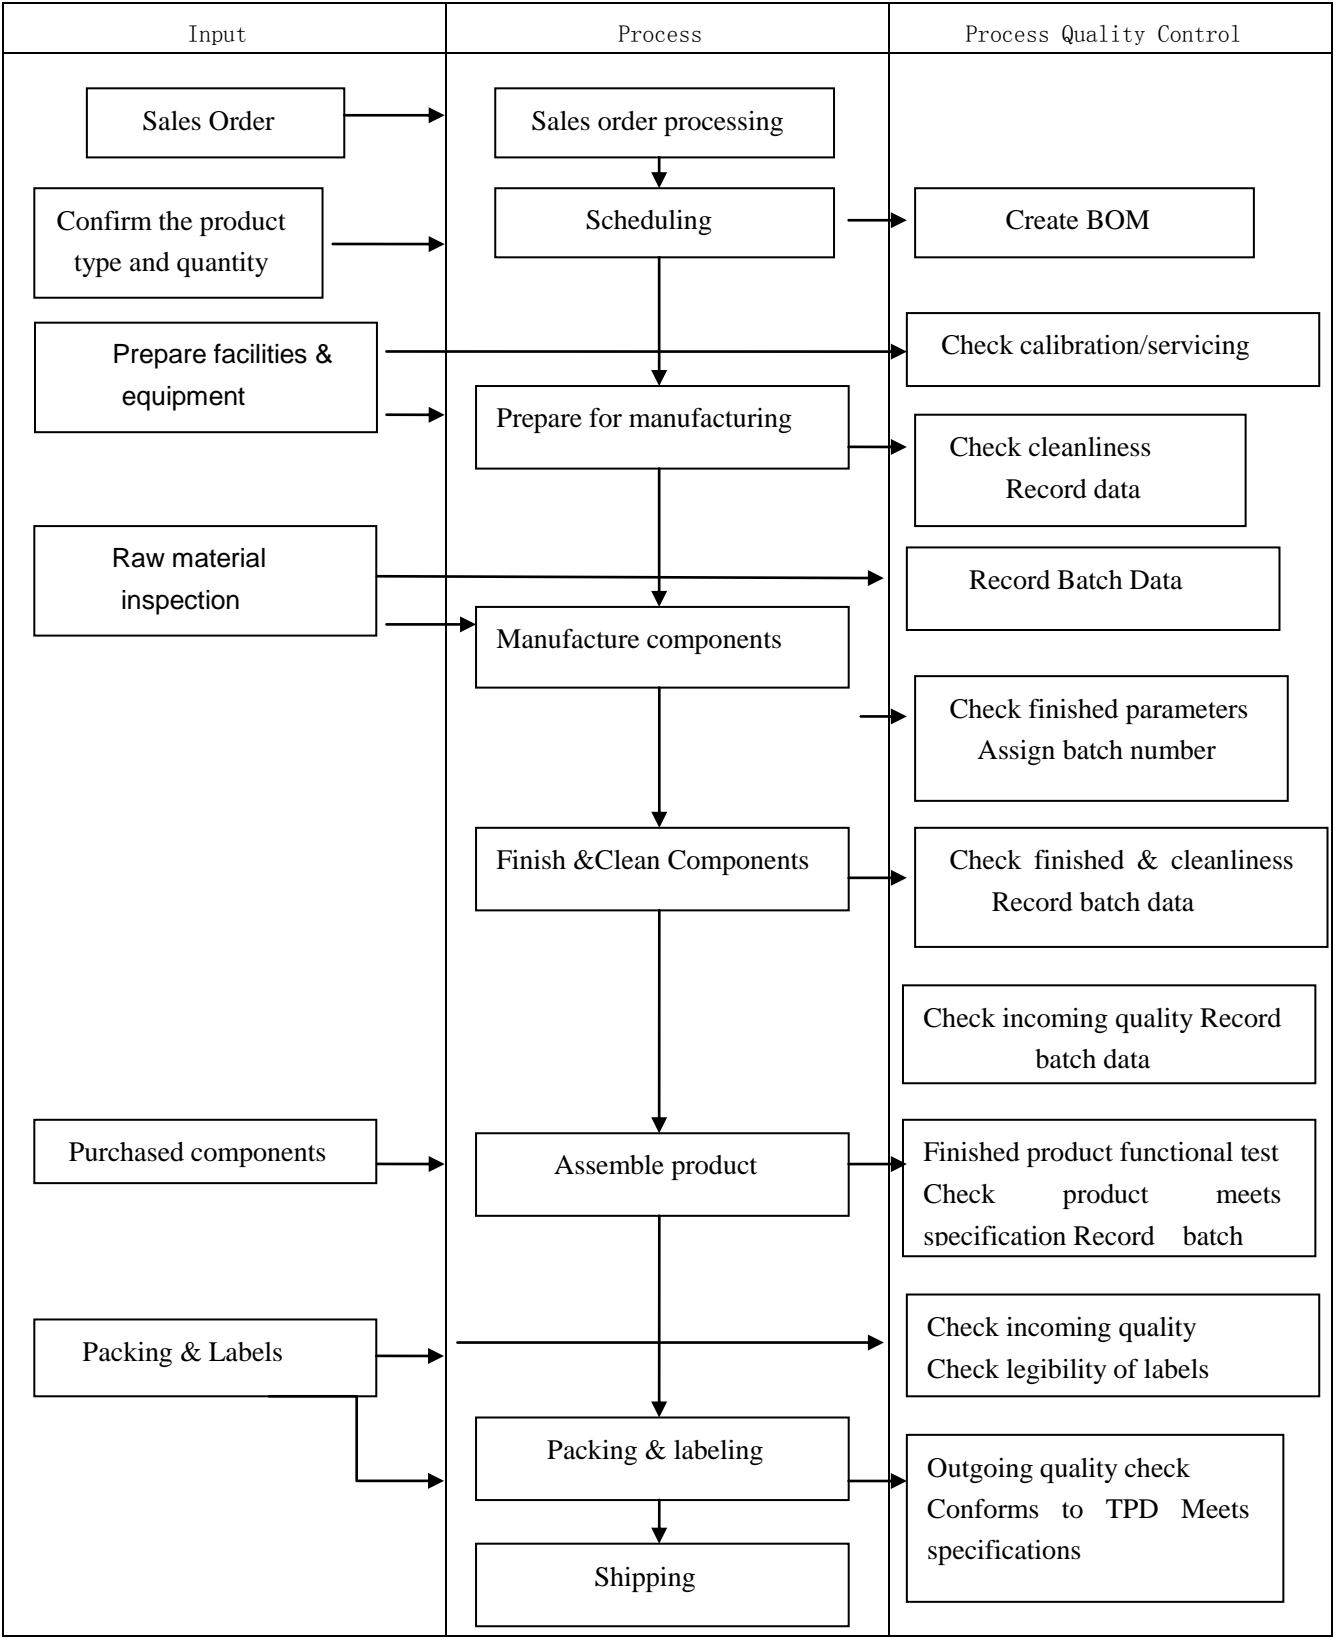 Input
Process
Process Quality Control
Sales Order
Sales order processing
Confirm the product
type and quantity
Scheduling
Create BOM
Prepare facilities &
equipment
Check calibration/servicing
Prepare for manufacturing
Check cleanliness
Record data
Raw material
inspection
Record Batch Data
Manufacture components
Check finished parameters
Assign batch number
Finish &Clean Components
Check finished & cleanliness
Record batch data
Check incoming quality Record
batch data
Purchased components
Assemble product
Finished product functional test
Check product meets
specification Record batch
Packing & Labels
Check incoming quality
Check legibility of labels
Packing & labeling
Outgoing quality check
Conforms to TPD Meets
specifications
Shipping